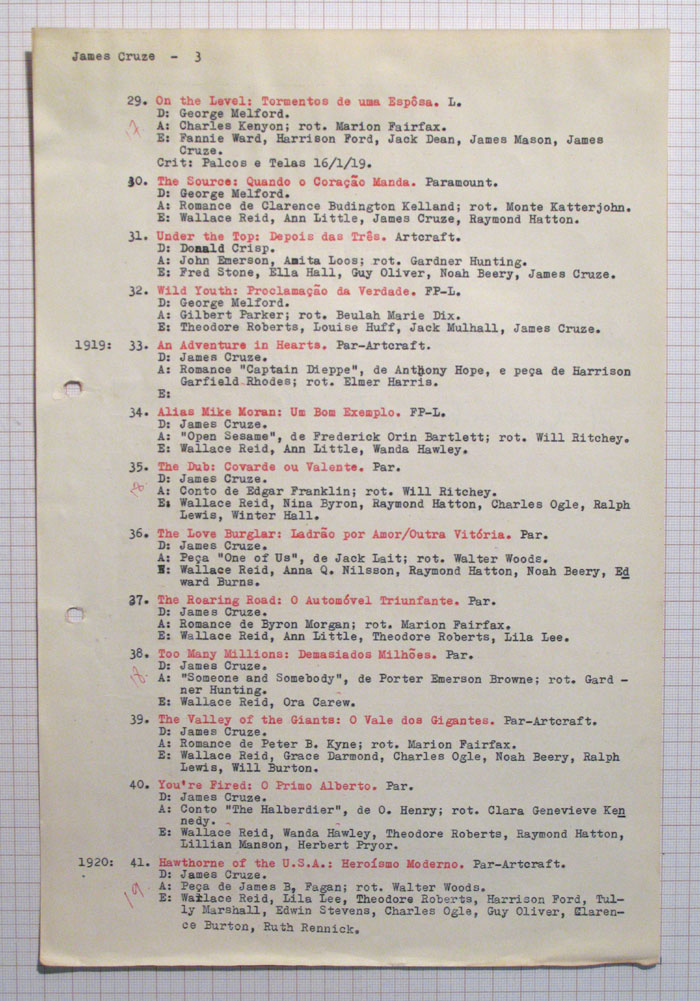 James Cruze - 3
29. On the Level: Tormentos de uma Espôsa. L.
D: George Melford.
17
A: Charles Kenyon; rot. Marion Fairfax.
E: Fannie Ward, Harrison Ford, Jack Dean, James Mason, James
Cruze.
Crit: Palcos e Telas 16/1/19.
30. The Source: Quando o Coração Manda. Paramount.
D: George Melford.
A: Romance de Clarence Budington Kelland; rot. Monte Katterjohn.
E: Wallace Reid, Ann Little, James Cruze, Raymond Hatton.
31. Under the Top: Depois das Três. Artcraft.
D: Donald Crisp.
A: John Emerson, Anita Loos; rot. Gardner Hunting.
E: Fred Stone, Ella Hall, Guy Oliver, Noah Beery, James Cruze.
32. Wild Youth: Proclamação da Verdade. FP-L.
D: George Melford.
A: Gilbert Parker; rot. Beulah Marie Dix.
E: Theodore Roberts, Louise Huff, Jack Mulhall, James Cruze.
1919: 33. An Adventure in Hearts. Par-Artcraft.
D: James Cruze.
A: Romance "Captain Dieppe", de Anthony Hope, e peça de Harrison
Garfield Rhodes; rot. Elmer Harris.
E:
34. Alias Mike Moran: Um Bom Exemplo. FP-L.
D: James Cruze.
A: "Open Sesame", de Frederick Orin Bartlett; rot. Will Ritchey.
E: Wallace Reid, Ann Little, Wanda Hawley.
35. The Dub: Covarde ou Valente. Par.
D: James Cruze.
18
A: Conto de Edgar Franklin; rot. Will Ritchey.
E: Wallace Reid, Nina Byron, Raymond Hatton, Charles Ogle, Ralph
Lewis, Winter Hall.
36. The Love Burglar: Ladrão por Amor/Outra Vitória. Par.
D: James Cruze.
A: Peça "One of Us", de Jack Lait; rot. Walter Woods.
E: Wallace Reid, Anna Q. Nilsson, Raymond Hatton, Noah Beery, Ed
ward Burns.
37. The Roaring Road: O Automóvel Triunfante. Par.
D: James Cruze.
A: Romance de Byron Morgan; rot. Marion Fairfax.
E: Wallace Reid, Ann Little, Theodore Roberts, Lila Lee.
38. Too Many Millions: Demasiados Milhões. Par.
D: James Cruze.
18
A: "Someone and Somebody", de Porter Emerson Browne; rot. Gard -
ner Hunting.
E: Wallace Reid, Ora Carew.
39. The Valley of the Giants: O Vale dos Gigantes. Par-Artcraft.
D: James Cruze.
A: Romance de Peter B. Kyne; rot. Marion Fairfax.
E: Wallace Reid, Grace Darmond, Charles Ogle, Noah Beery, Ralph
Lewis, Will Burton.
40. You're Fired: O Primo Alberto. Par.
D: James Cruze.
A: Conto "The Halberdier", de O. Henry; rot. Clara Genevieve Ken
nedy.
E: Wallace Reid, Wanda Hawley, Theodore Roberts, Raymond Hatton,
Lillian Manson, Herbert Pryor.
1920: 41. Hawthorne of the U.S.A.: Heroísmo Moderno. Par-Artcraft.
D: James Cruze.
19
A: Peça de James B, Fagan; rot. Walter Woods.
E: Wallace Reid, Lila Lee, Theodore Roberts, Harrison Ford, Tul-
ly Marshall, Edwin Stevens, Charles Ogle, Guy Oliver, Claren-
ce Burton, Ruth Rennick.